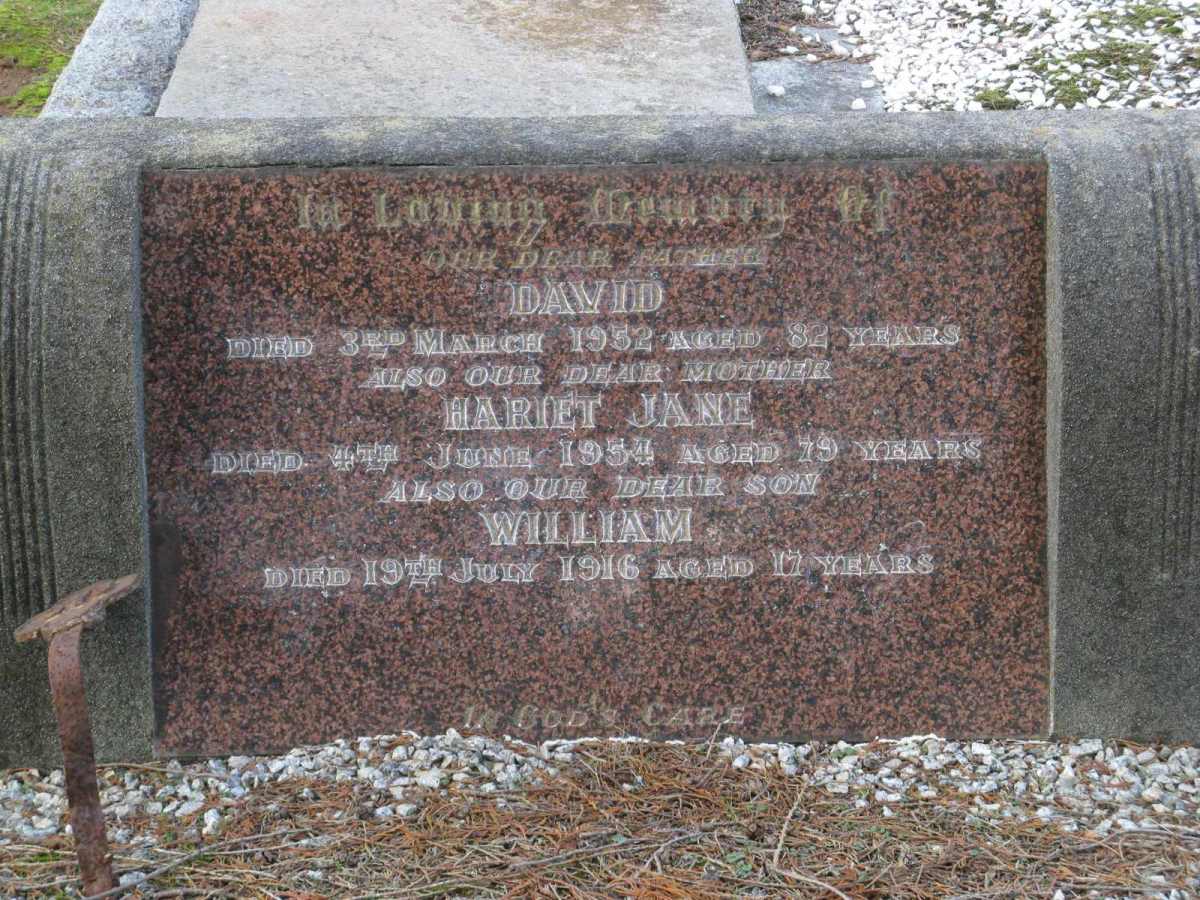 In Loving Memory Of
OUR DEAR FATHER
DAVID
DIED 3RD MARCH 1952 AGED 82 YEARS
ALSO OUR DEAR MOTHER
HARIET JANE
DIED 4TH JUNE 1954 AGED 79 YEARS
ALSO OUR DEAR SON
WILLIAM
DIED 19TH JULY 1916 AGED 17 YEARS
IN GOD'S CARE